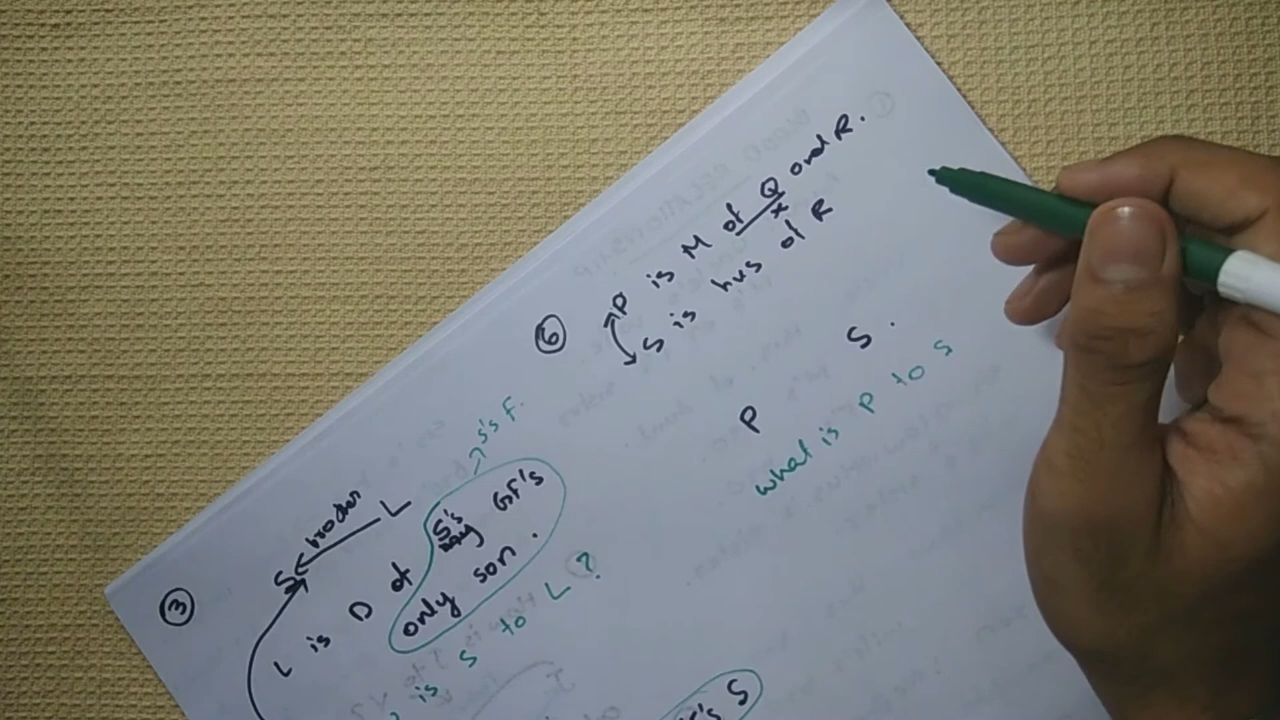 ⑥ P is M of Q and R.
x
S is hus of R
P S.
what is P to S
→ S's F.
③ S ← brother L
L is D of S's my GF's
only son.
is S to L ?
's S